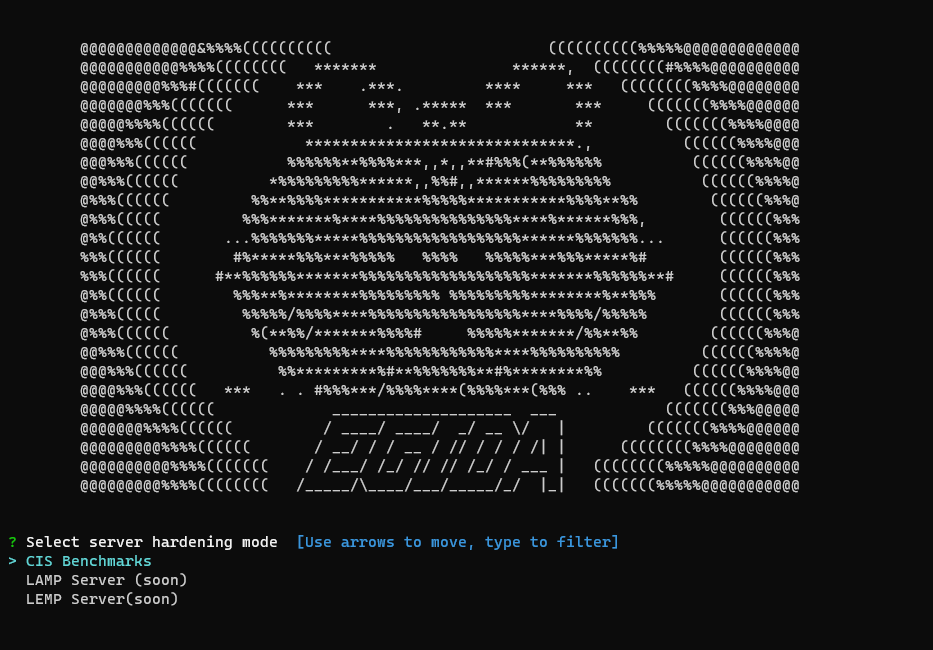 ? Select server hardening mode  [Use arrows to move, type to filter]
> CIS Benchmarks
  LAMP Server (soon)
  LEMP Server(soon)